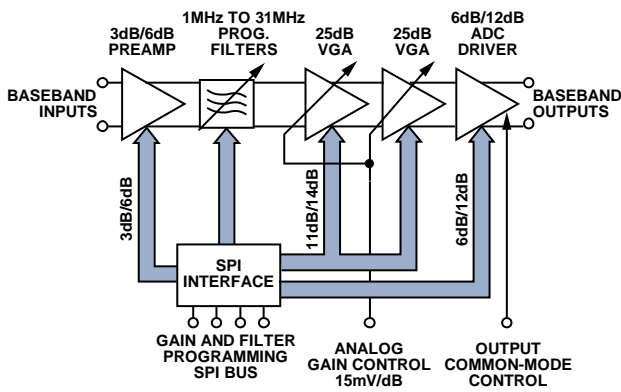 3dB/6dB
PREAMP
1MHz TO 31MHz
PROG.
FILTERS
25dB
VGA
25dB
VGA
6dB/12dB
ADC
DRIVER
BASEBAND
INPUTS
BASEBAND
OUTPUTS
3dB/6dB
11dB/14dB
6dB/12dB
SPI
INTERFACE
GAIN AND FILTER
PROGRAMMING
SPI BUS
ANALOG
GAIN CONTROL
15mV/dB
OUTPUT
COMMON-MODE
CONTROL